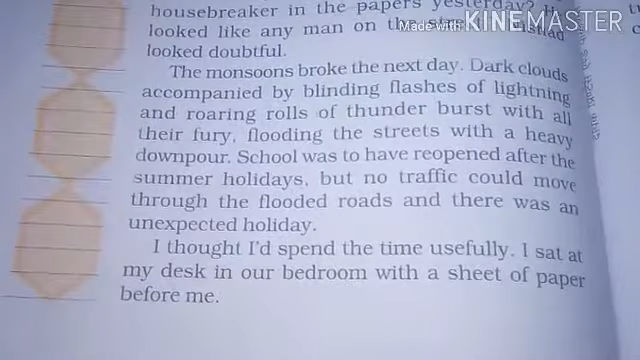 housebreaker in the papers yesterday? He
looked like any man on the street." Mustiad
looked doubtful.
The monsoons broke the next day. Dark clouds
accompanied by blinding flashes of lightning
and roaring rolls of thunder burst with all
their fury, flooding the streets with a heavy
downpour. School was to have reopened after the
summer holidays, but no traffic could move
through the flooded roads and there was an
unexpected holiday.
I thought I'd spend the time usefully. I sat at
my desk in our bedroom with a sheet of paper
before me.
Made with KINEMASTER